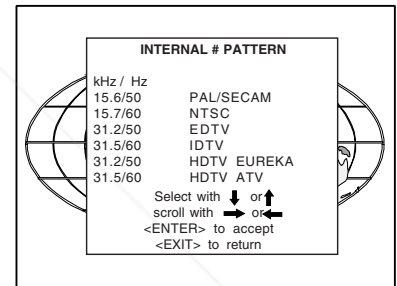 INTERNAL # PATTERN
kHz / Hz
15.6/50 PAL/SECAM
15.7/60 NTSC
31.2/50 EDTV
31.5/60 IDTV
31.2/50 HDTV EUREKA
31.5/60 HDTV ATV
Select with ⬇ or ⬆
scroll with ➡ or ⬅
<ENTER> to accept
<EXIT> to return